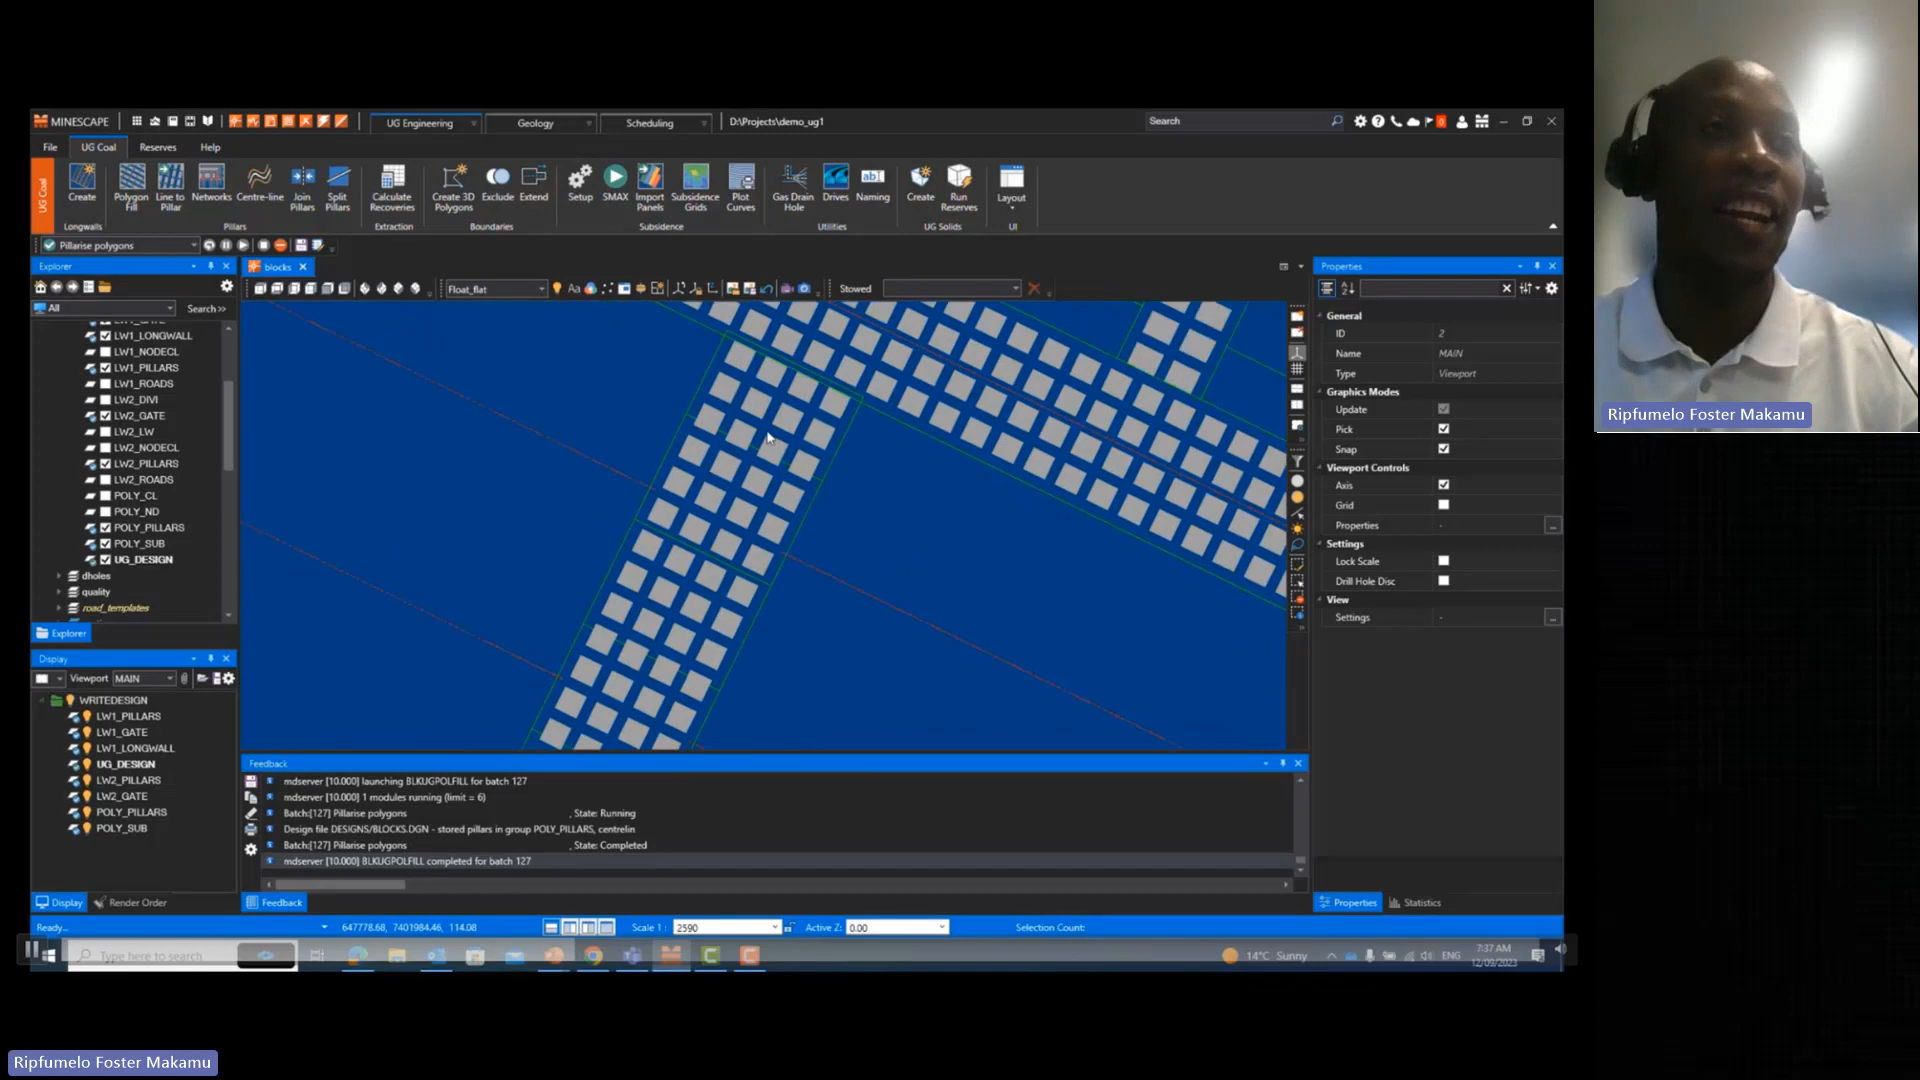 MINESCAPE
UG Engineering
Geology
Scheduling
D:\Projects\demo_ug1
Search
File
UG Coal
Reserves
Help
UG Coal
Create
Longwalls
Polygon Fill
Line to Pillar
Networks
Centre-line
Join Pillars
Split Pillars
Pillars
Calculate Recoveries
Extraction
Create 3D Polygons
Exclude
Extend
Boundaries
Setup
SMAX
Import Panels
Subsidence Grids
Plot Curves
Subsidence
Gas Drain Hole
Drives
Naming
Utilities
Create
Run Reserves
UG Solids
Layout
UI
Pillarise polygons
Explorer
blocks
Properties
Float_flat
Stowed
All
Search>>
LW1_LONGWALL
LW1_NODECL
LW1_PILLARS
LW1_ROADS
LW2_DIVI
LW2_GATE
LW2_LW
LW2_NODECL
LW2_PILLARS
LW2_ROADS
POLY_CL
POLY_ND
POLY_PILLARS
POLY_SUB
UG_DESIGN
dholes
quality
road_templates
Explorer
Display
Viewport MAIN
WRITEDESIGN
LW1_PILLARS
LW1_GATE
LW1_LONGWALL
UG_DESIGN
LW2_PILLARS
LW2_GATE
POLY_PILLARS
POLY_SUB
Display
Render Order
General
ID 2
Name MAIN
Type Viewport
Graphics Modes
Update
Pick
Snap
Viewport Controls
Axis
Grid
Properties -
Settings
Lock Scale
Drill Hole Disc
View
Settings -
Properties
Statistics
Feedback
mdserver [10.000] launching BLKUGPOLFILL for batch 127
mdserver [10.000] 1 modules running (limit = 6)
Batch:[127] Pillarise polygons , State: Running
Design file DESIGNS/BLOCKS.DGN - stored pillars in group POLY_PILLARS, centrelin
Batch:[127] Pillarise polygons , State: Completed
mdserver [10.000] BLKUGPOLFILL completed for batch 127
Feedback
Ready...
647778.68, 7401984.46, 114.08
Scale 1 : 2590
Active Z: 0.00
Selection Count:
Type here to search
14°C Sunny
ENG
7:37 AM
12/09/2023
Ripfumelo Foster Makamu
Ripfumelo Foster Makamu